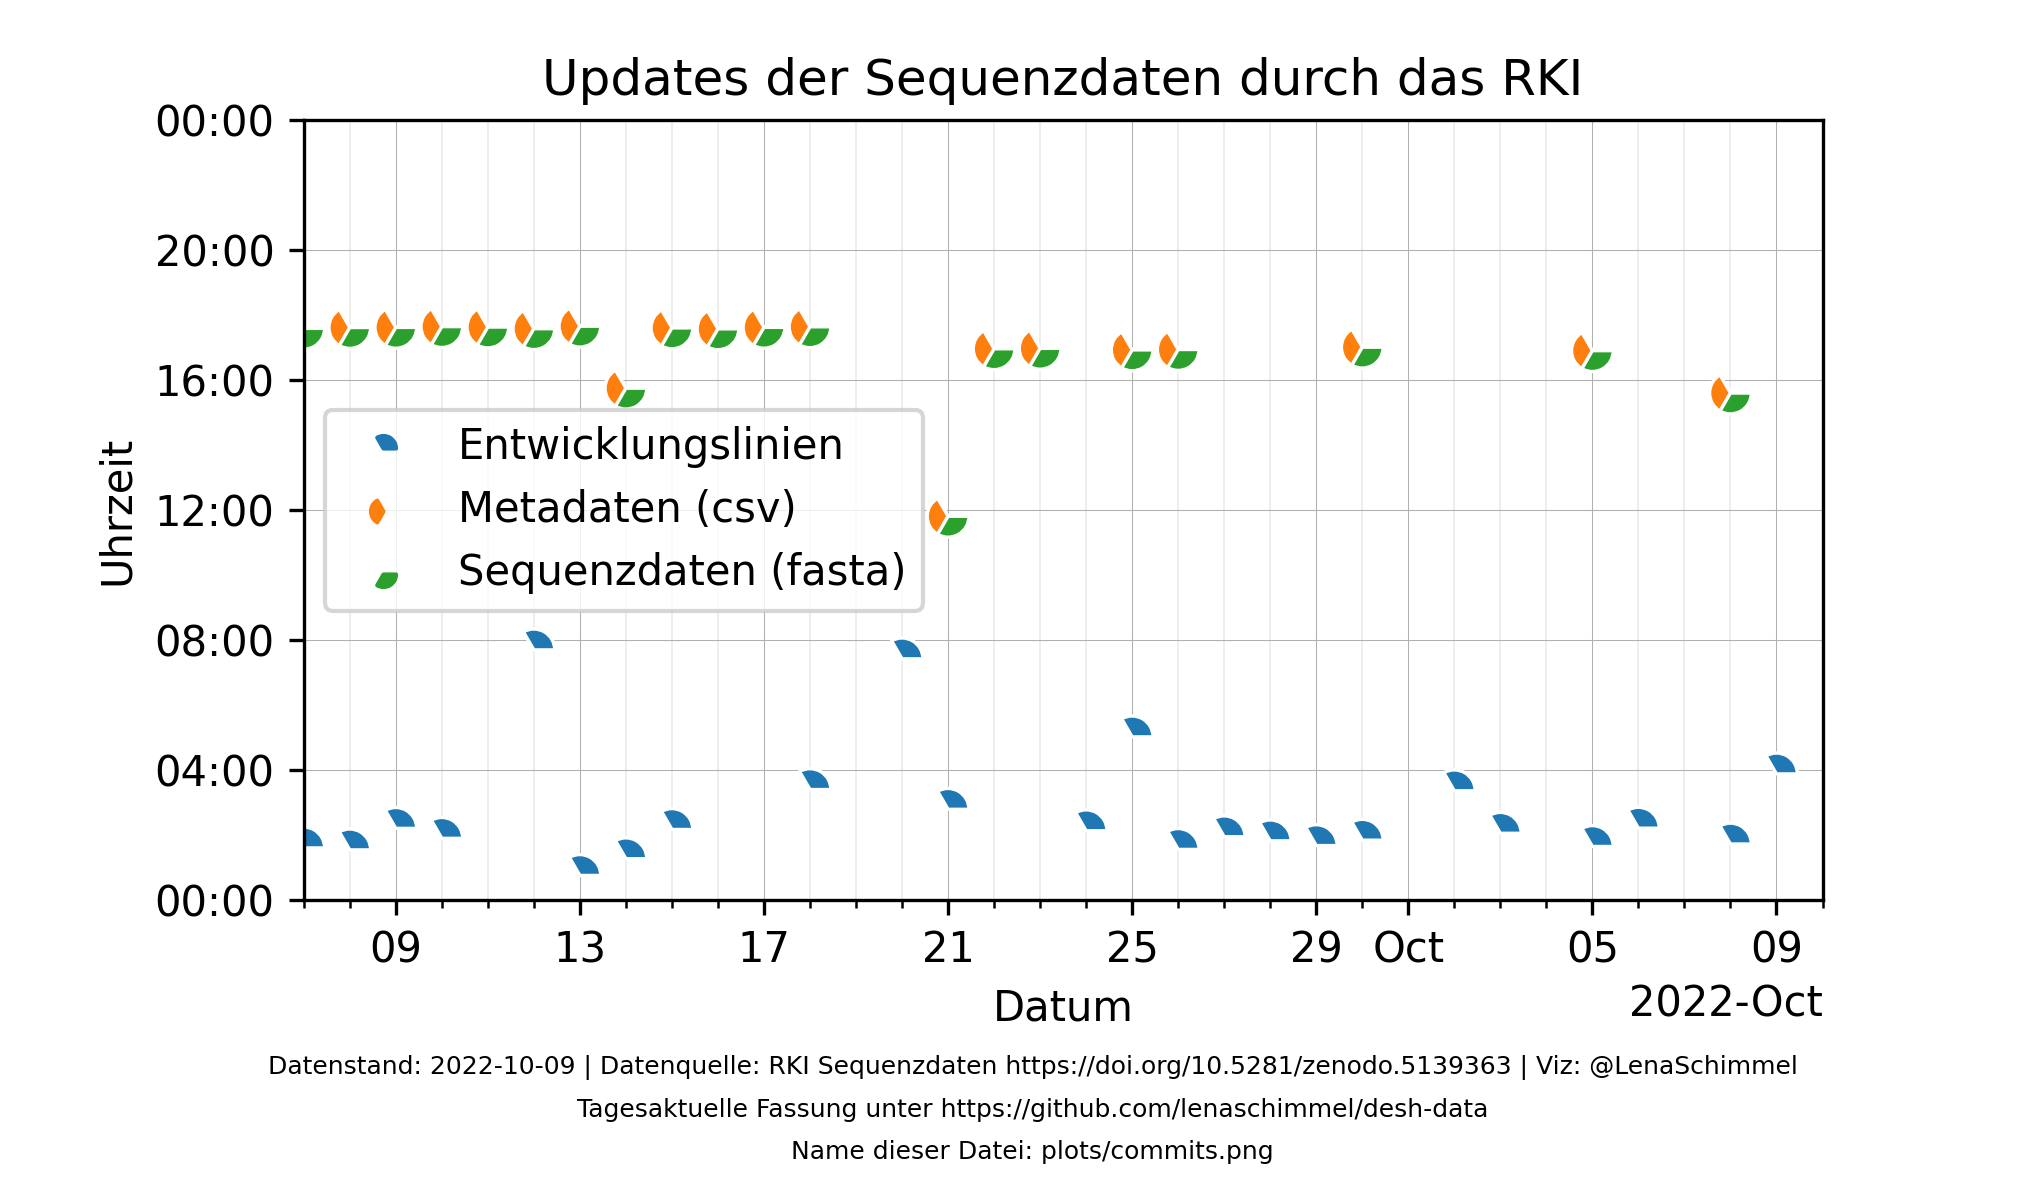 Updates der Sequenzdaten durch das RKI
00:00
20:00
16:00
12:00
08:00
04:00
00:00
Uhrzeit
Entwicklungslinien
Metadaten (csv)
Sequenzdaten (fasta)
09 13 17 21 25 29 Oct 05 09
2022-Oct
Datum
Datenstand: 2022-10-09 | Datenquelle: RKI Sequenzdaten https://doi.org/10.5281/zenodo.5139363 | Viz: @LenaSchimmel
Tagesaktuelle Fassung unter https://github.com/lenaschimmel/desh-data
Name dieser Datei: plots/commits.png